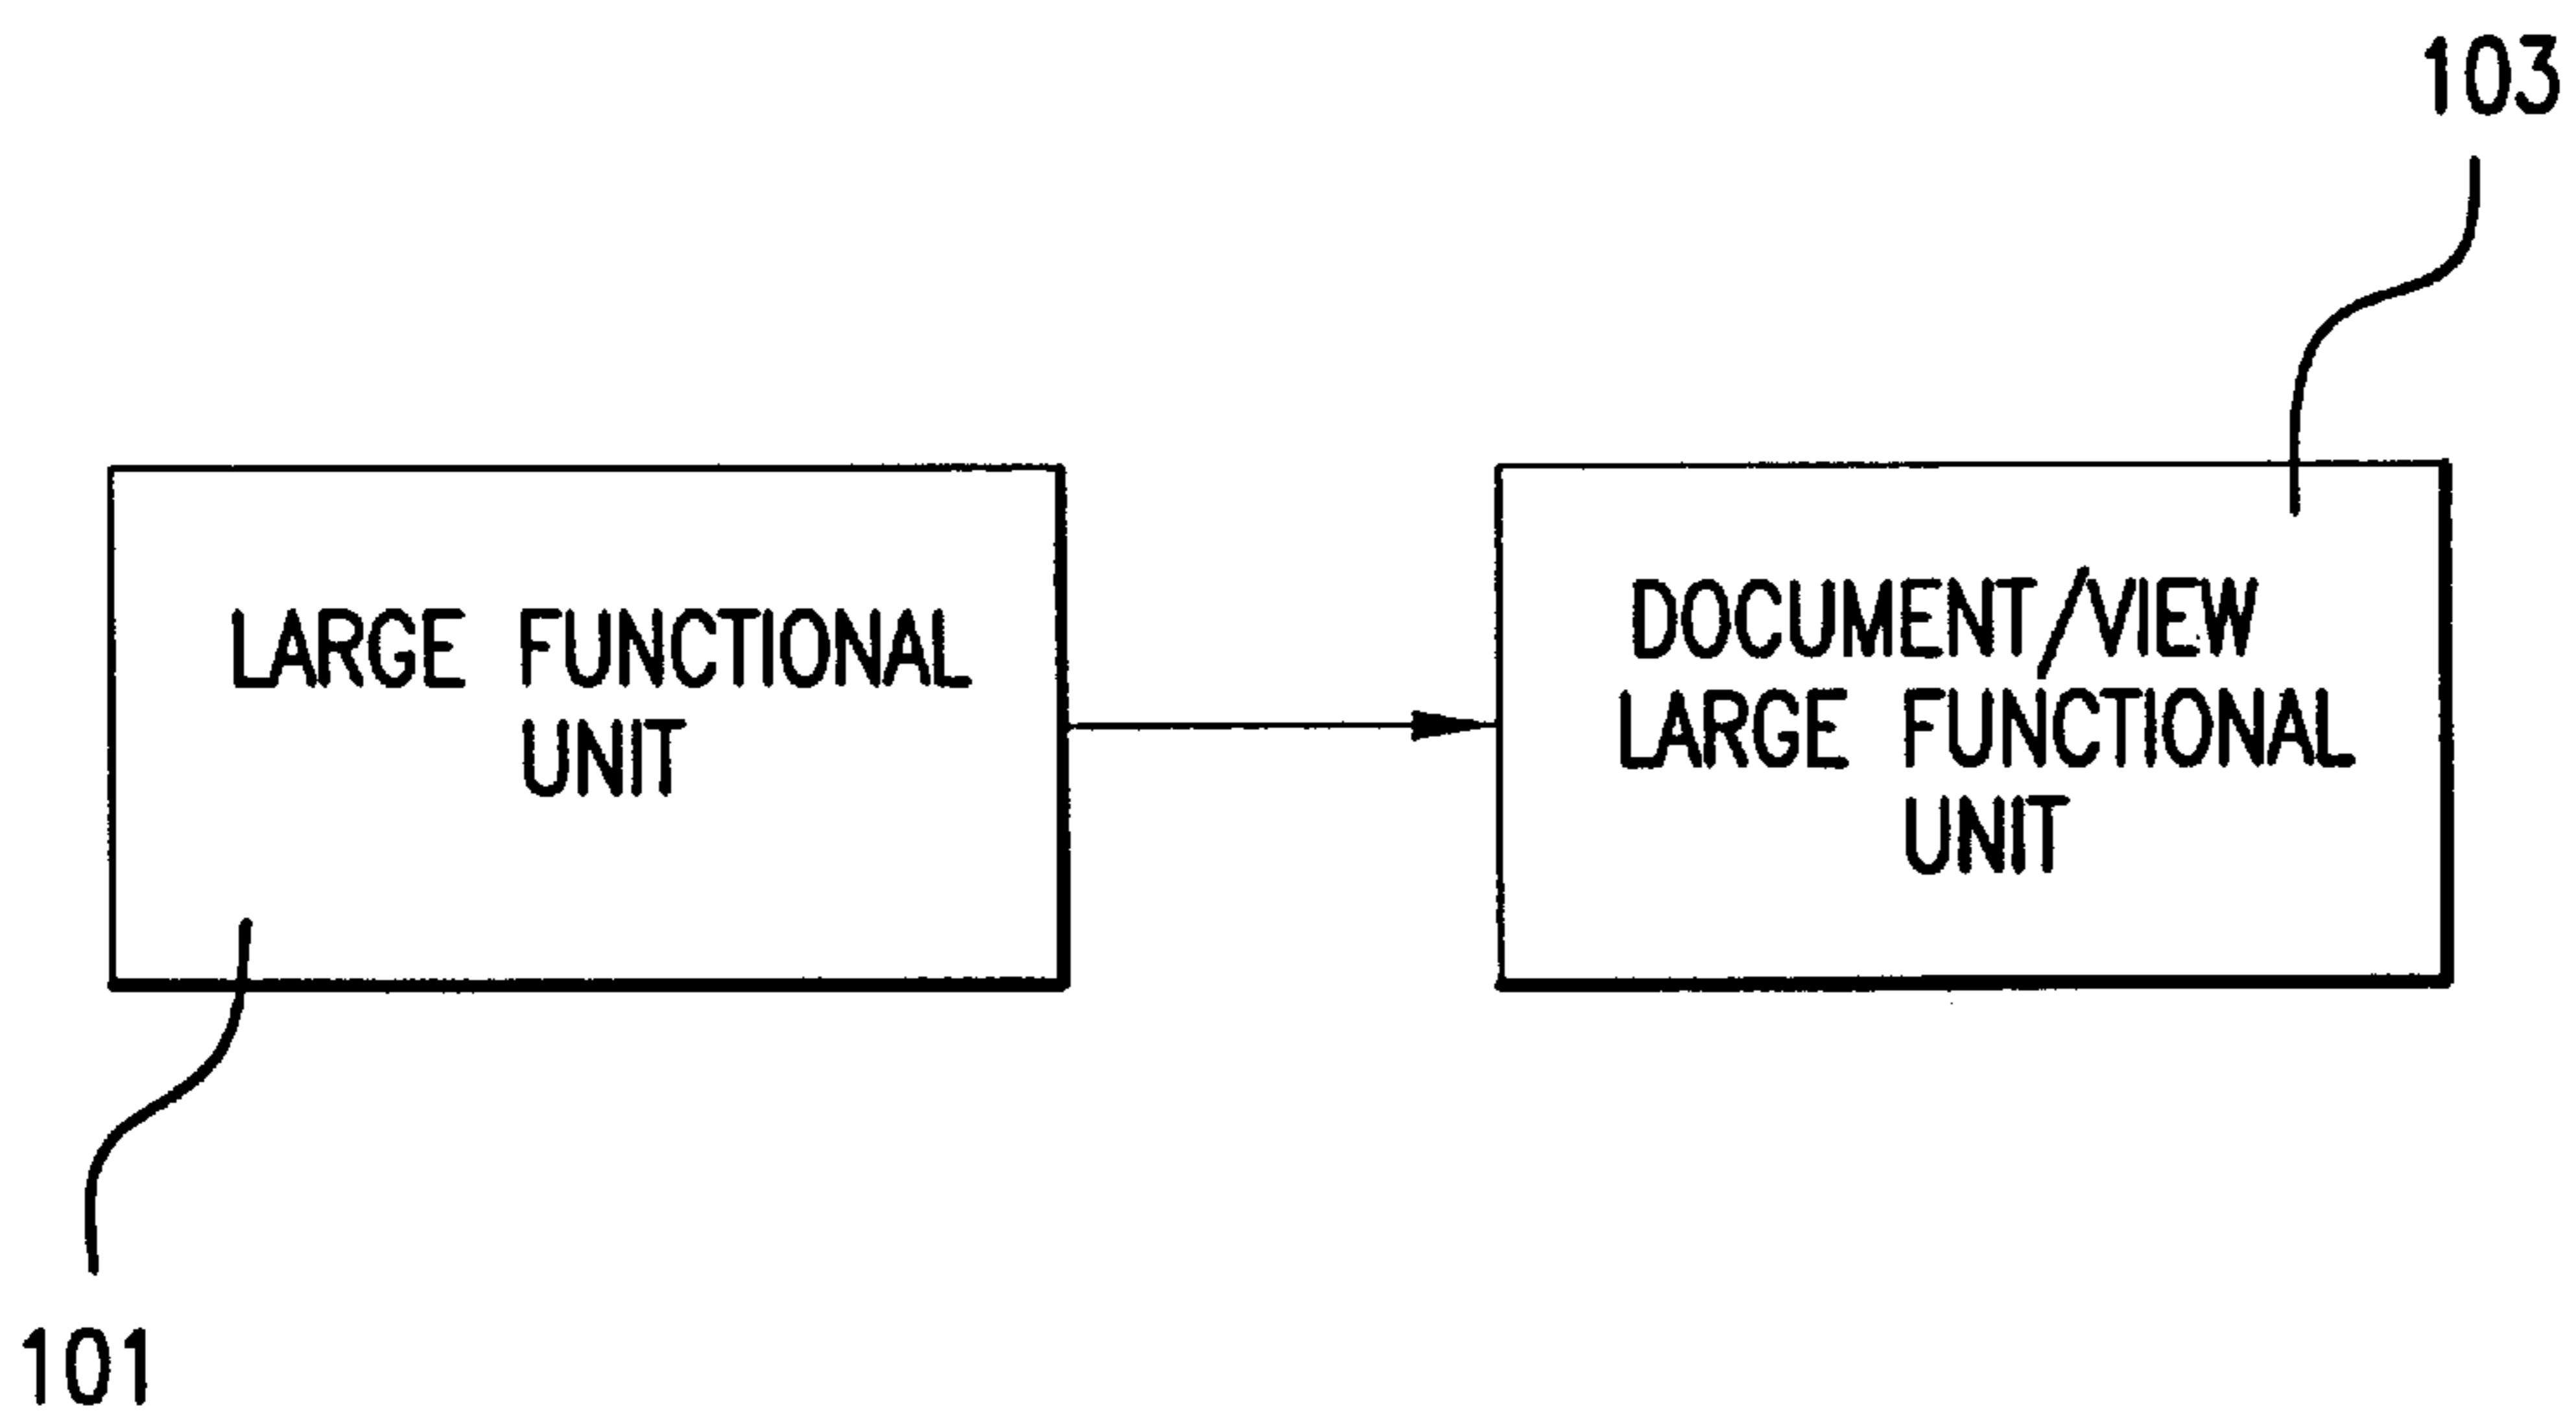 103
LARGE FUNCTIONAL
UNIT
DOCUMENT/VIEW
LARGE FUNCTIONAL
UNIT
101